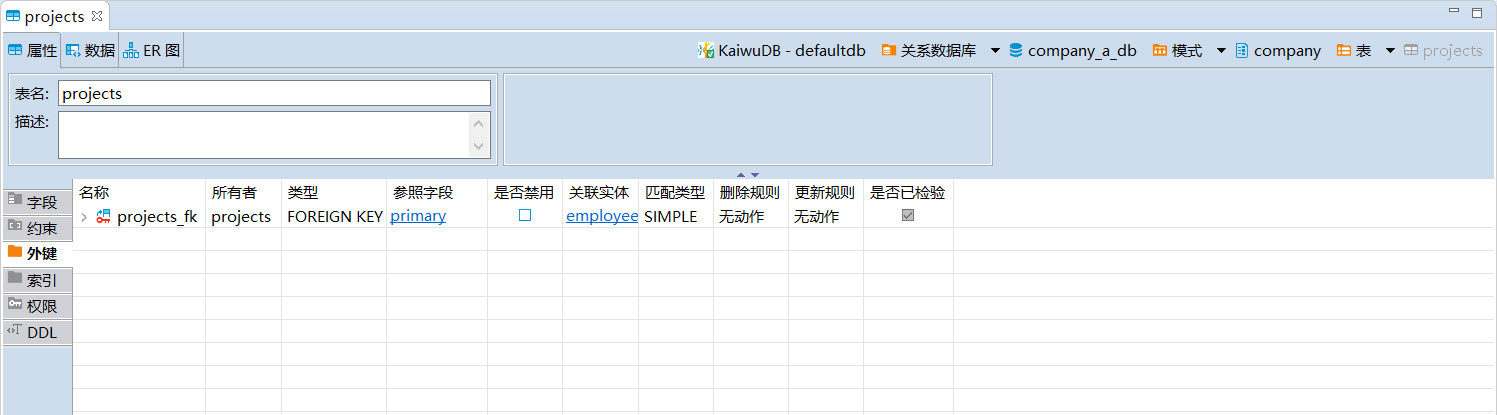 projects
属性 数据 ER 图 KaiwuDB - defaultdb 关系数据库 company_a_db 模式 company 表 projects
表名: projects
描述:
名称 所有者 类型 参照字段 是否禁用 关联实体 匹配类型 删除规则 更新规则 是否已检验
projects_fk projects FOREIGN KEY primary employee SIMPLE 无动作 无动作
字段
约束
外键
索引
权限
DDL